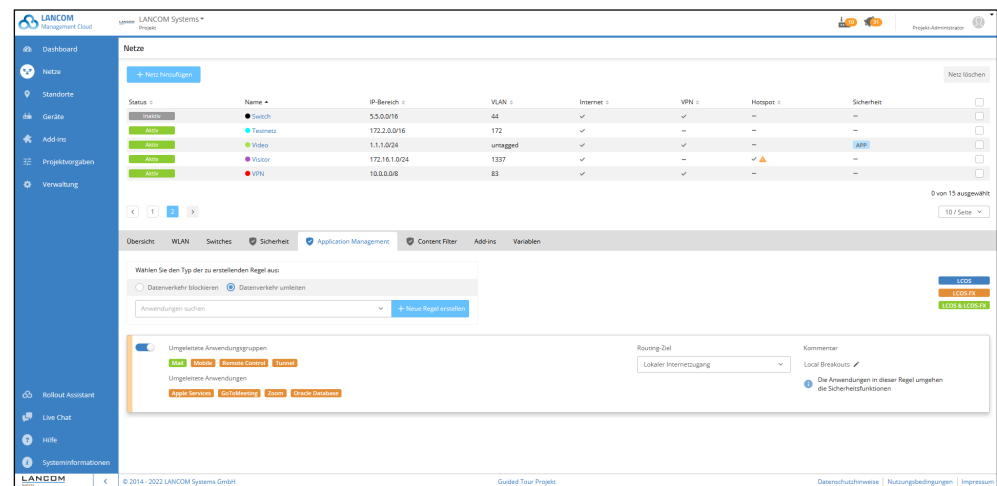 LANCOM
Management Cloud
LANCOM Systems
Projekt
10
31
Projekt-Administrator
Dashboard
Netze
Standorte
Geräte
Add-ins
Projektvorgaben
Verwaltung
Rollout Assistant
Live Chat
Hilfe
Systeminformationen
LANCOM
Netze
+ Netz hinzufügen
Netz löschen
Status Name IP-Bereich VLAN Internet VPN Hotspot Sicherheit
Inaktiv Switch 5.5.0.0/16 44 – –
Aktiv Testnetz 172.2.0.0/16 172 – –
Aktiv Video 1.1.1.0/24 untagged – APP
Aktiv Visitor 172.16.1.0/24 1337 – –
Aktiv VPN 10.0.0.0/8 83 – –
0 von 15 ausgewählt
< 1 2 >
10 / Seite
Übersicht WLAN Switches Sicherheit Application Management Content Filter Add-ins Variablen
Wählen Sie den Typ der zu erstellenden Regel aus:
Datenverkehr blockieren Datenverkehr umleiten
Anwendungen suchen + Neue Regel erstellen
LCOS
LCOS FX
LCOS & LCOS-FX
Umgeleitete Anwendungsgruppen
Mail Mobile Remote Control Tunnel
Umgeleitete Anwendungen
Apple Services GoToMeeting Zoom Oracle Database
Routing-Ziel
Lokaler Internetzugang
Kommentar
Local Breakouts
Die Anwendungen in dieser Regel umgehen
die Sicherheitsfunktionen
© 2014 - 2022 LANCOM Systems GmbH
Guided Tour Projekt
Datenschutzhinweise | Nutzungsbedingungen | Impressum